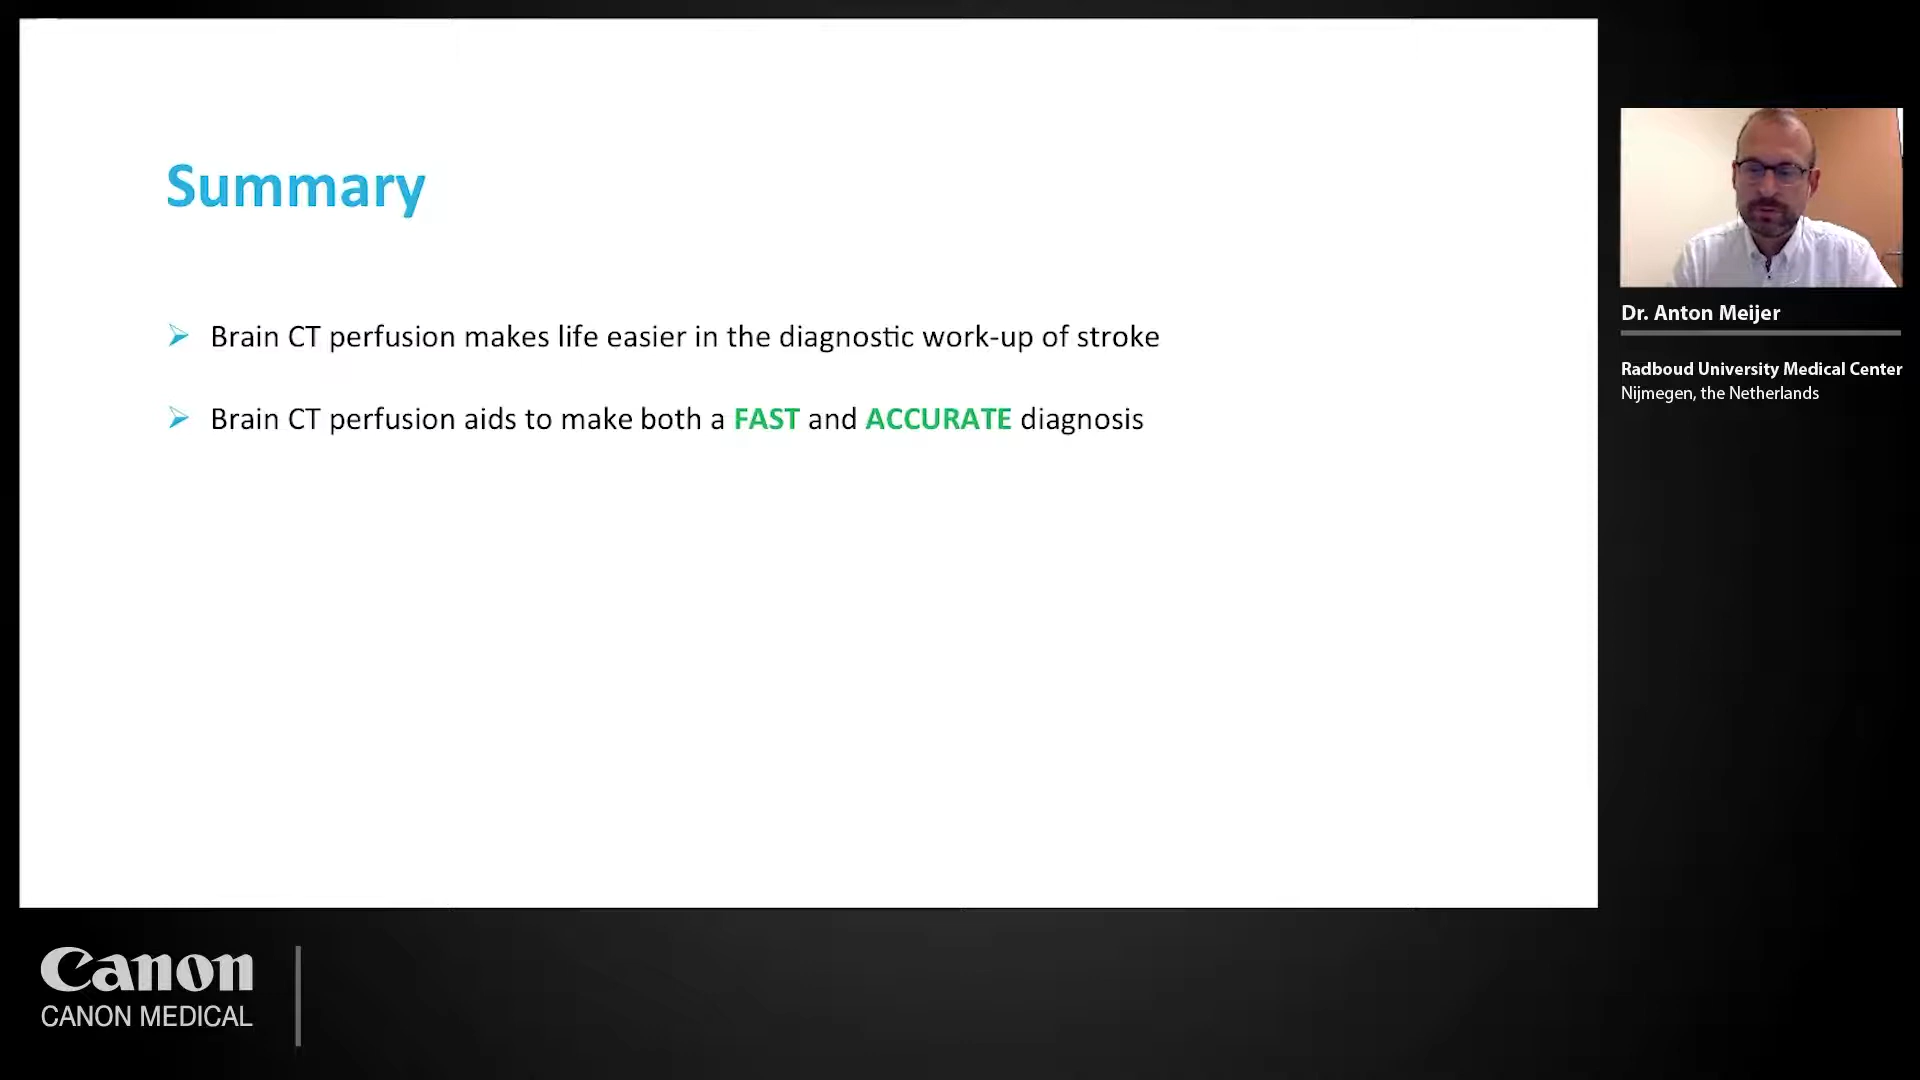 Summary
Brain CT perfusion makes life easier in the diagnostic work-up of stroke
Brain CT perfusion aids to make both a FAST and ACCURATE diagnosis
Dr. Anton Meijer
Radboud University Medical Center
Nijmegen, the Netherlands
Canon
CANON MEDICAL